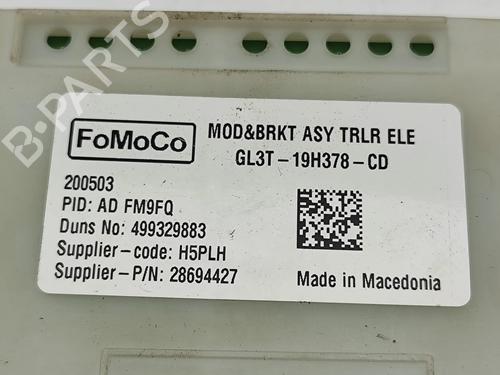 B-PARTS
FoMoCo
MOD&BRKT ASY TRLR ELE
GL3T-19H378-CD
200503
PID: AD FM9FQ
Duns No: 499329883
Supplier-code: H5PLH
Supplier-P/N: 28694427
Made in Macedonia